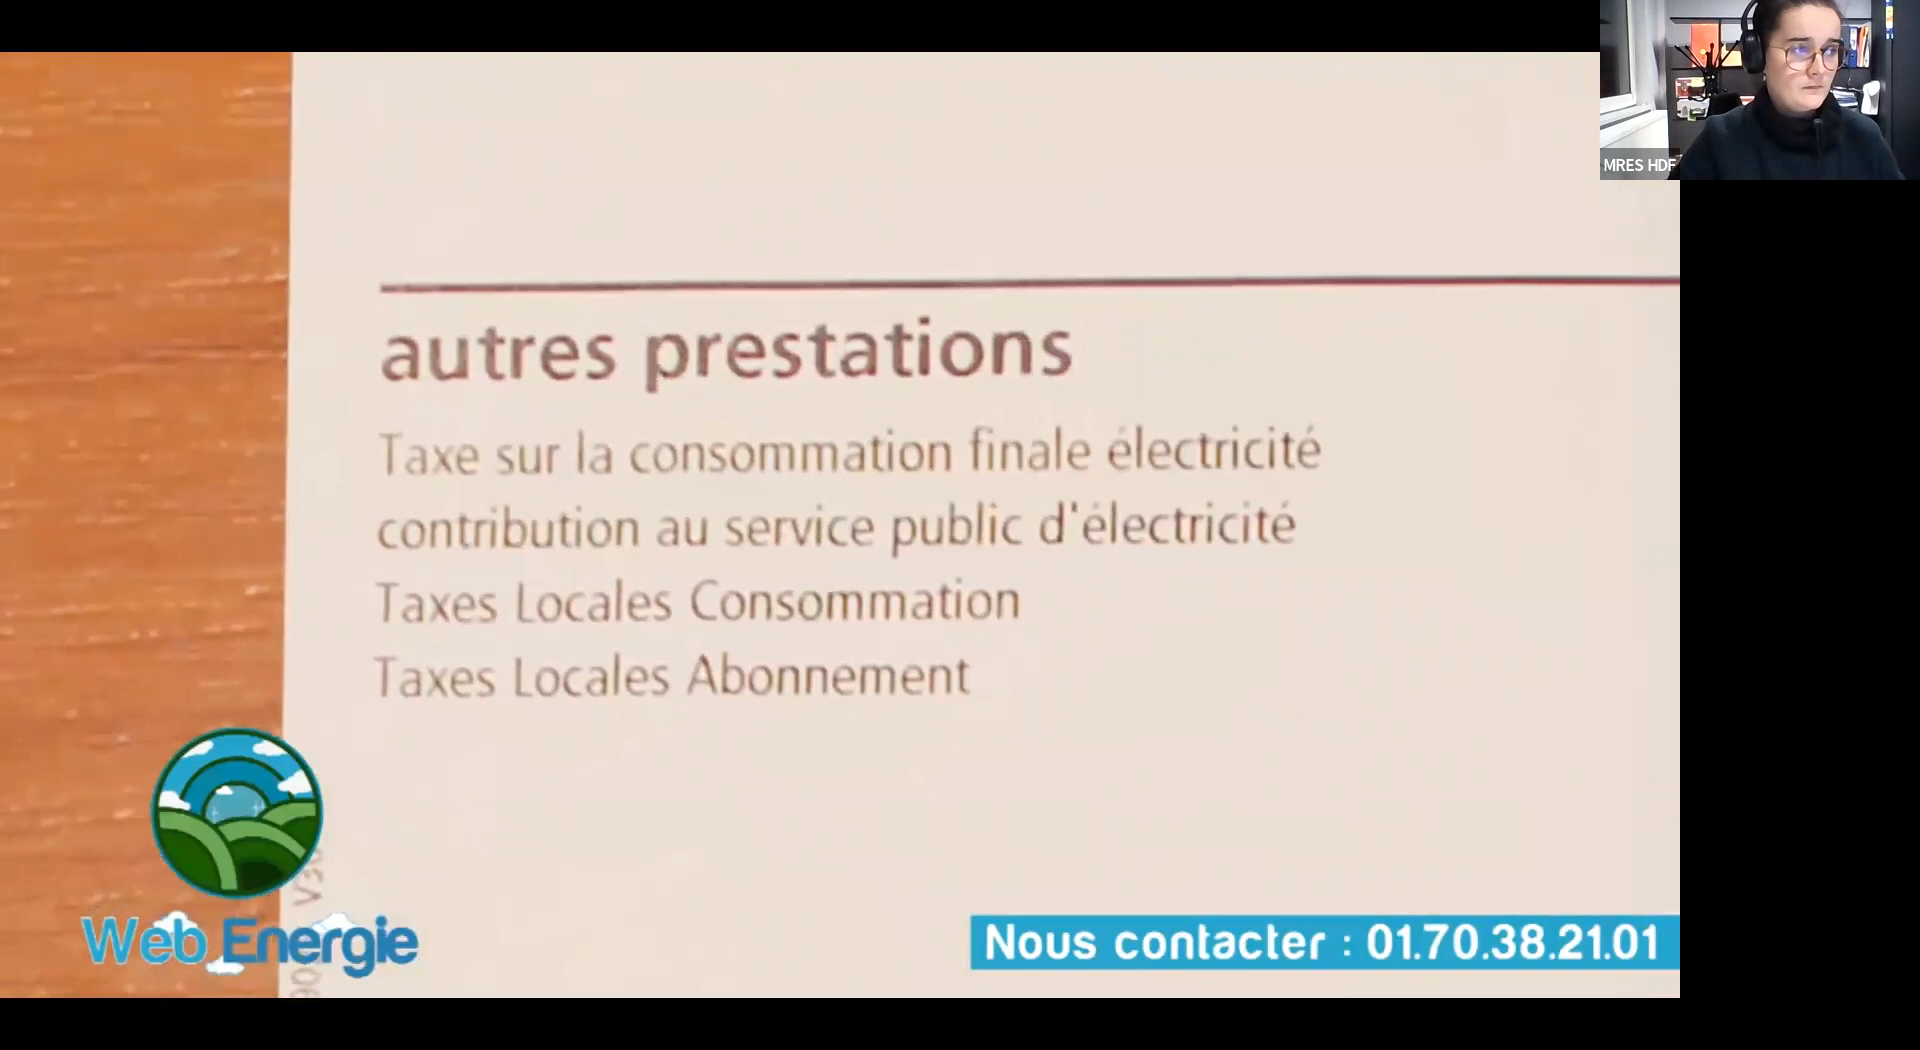 MRES HDF
autres prestations
Taxe sur la consommation finale électricité
contribution au service public d'électricité
Taxes Locales Consommation
Taxes Locales Abonnement
Web Energie
Nous contacter : 01.70.38.21.01